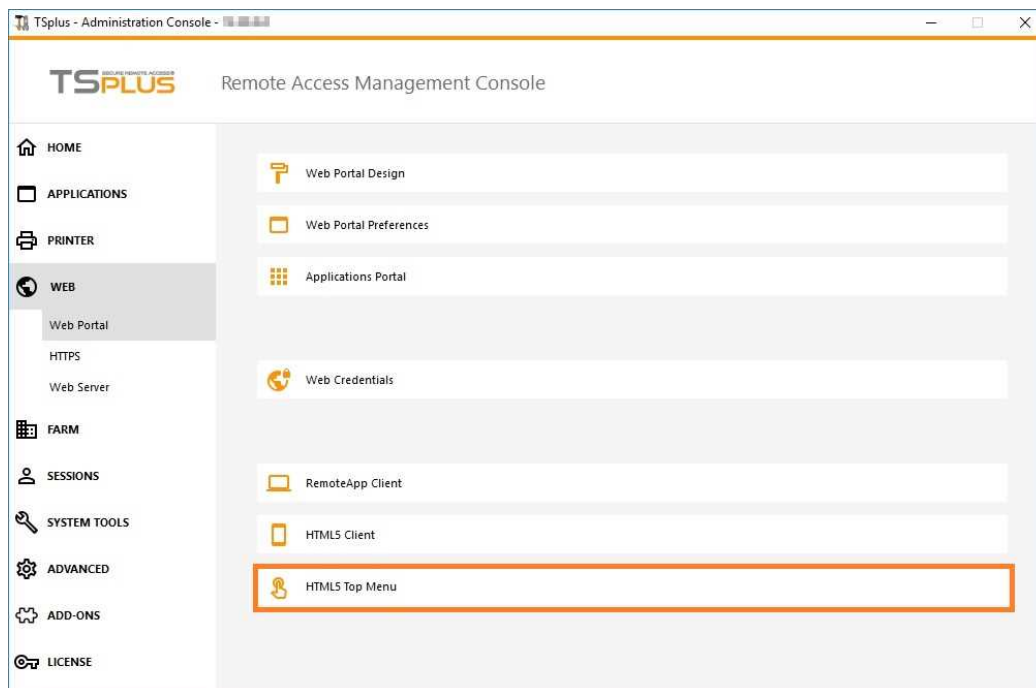 TSplus - Administration Console -
TSPLUS
SECURE REMOTE ACCESS
Remote Access Management Console
HOME
APPLICATIONS
PRINTER
WEB
Web Portal
HTTPS
Web Server
FARM
SESSIONS
SYSTEM TOOLS
ADVANCED
ADD-ONS
LICENSE
Web Portal Design
Web Portal Preferences
Applications Portal
Web Credentials
RemoteApp Client
HTML5 Client
HTML5 Top Menu